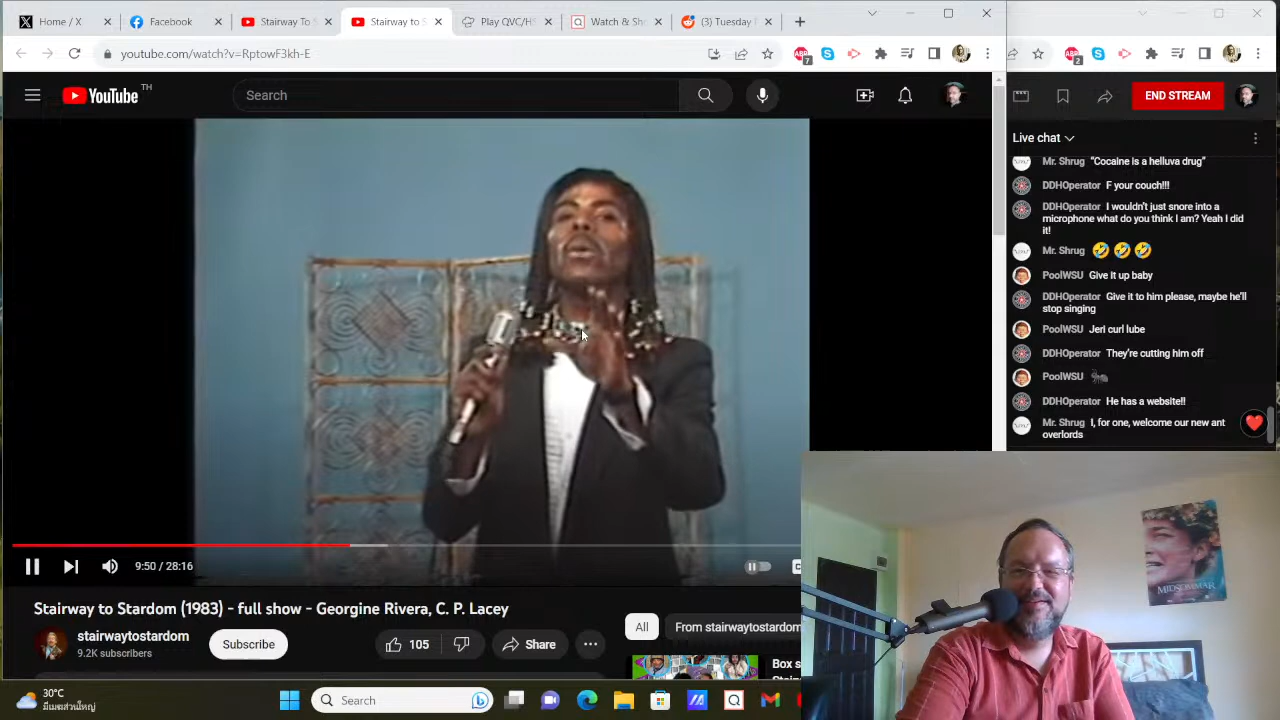 Home / X
Facebook
Stairway To S
Stairway to S
Play QVC/HS
Watch & Sh
(3) Tuesday F
youtube.com/watch?v=RptowF3kh-E
7
2
YouTube TH
Search
END STREAM
Live chat
Mr. Shrug "Cocaine is a helluva drug"
DDHOperator F your couch!!!
DDHOperator I wouldn't just snore into a
microphone what do you think I am? Yeah I did
it!
Mr. Shrug 🤣🤣🤣
PoolWSU Give it up baby
DDHOperator Give it to him please, maybe he'll
stop singing
PoolWSU Jeri curl lube
DDHOperator They're cutting him off
PoolWSU 🐜
DDHOperator He has a website!!
Mr. Shrug I, for one, welcome our new ant
overlords
9:50 / 28:16
Stairway to Stardom (1983) - full show - Georgine Rivera, C. P. Lacey
stairwaytostardom
9.2K subscribers
Subscribe
105
Share
All
From stairwaytostardom
Box s
MIDSOMMAR
30°C
Search